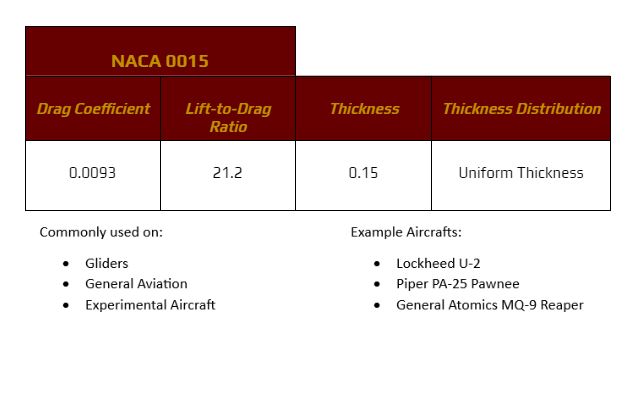 NACA 0015
Drag Coefficient
Lift-to-Drag
Ratio
Thickness
Thickness Distribution
0.0093
21.2
0.15
Uniform Thickness
Commonly used on:
• Gliders
• General Aviation
• Experimental Aircraft
Example Aircrafts:
• Lockheed U-2
• Piper PA-25 Pawnee
• General Atomics MQ-9 Reaper